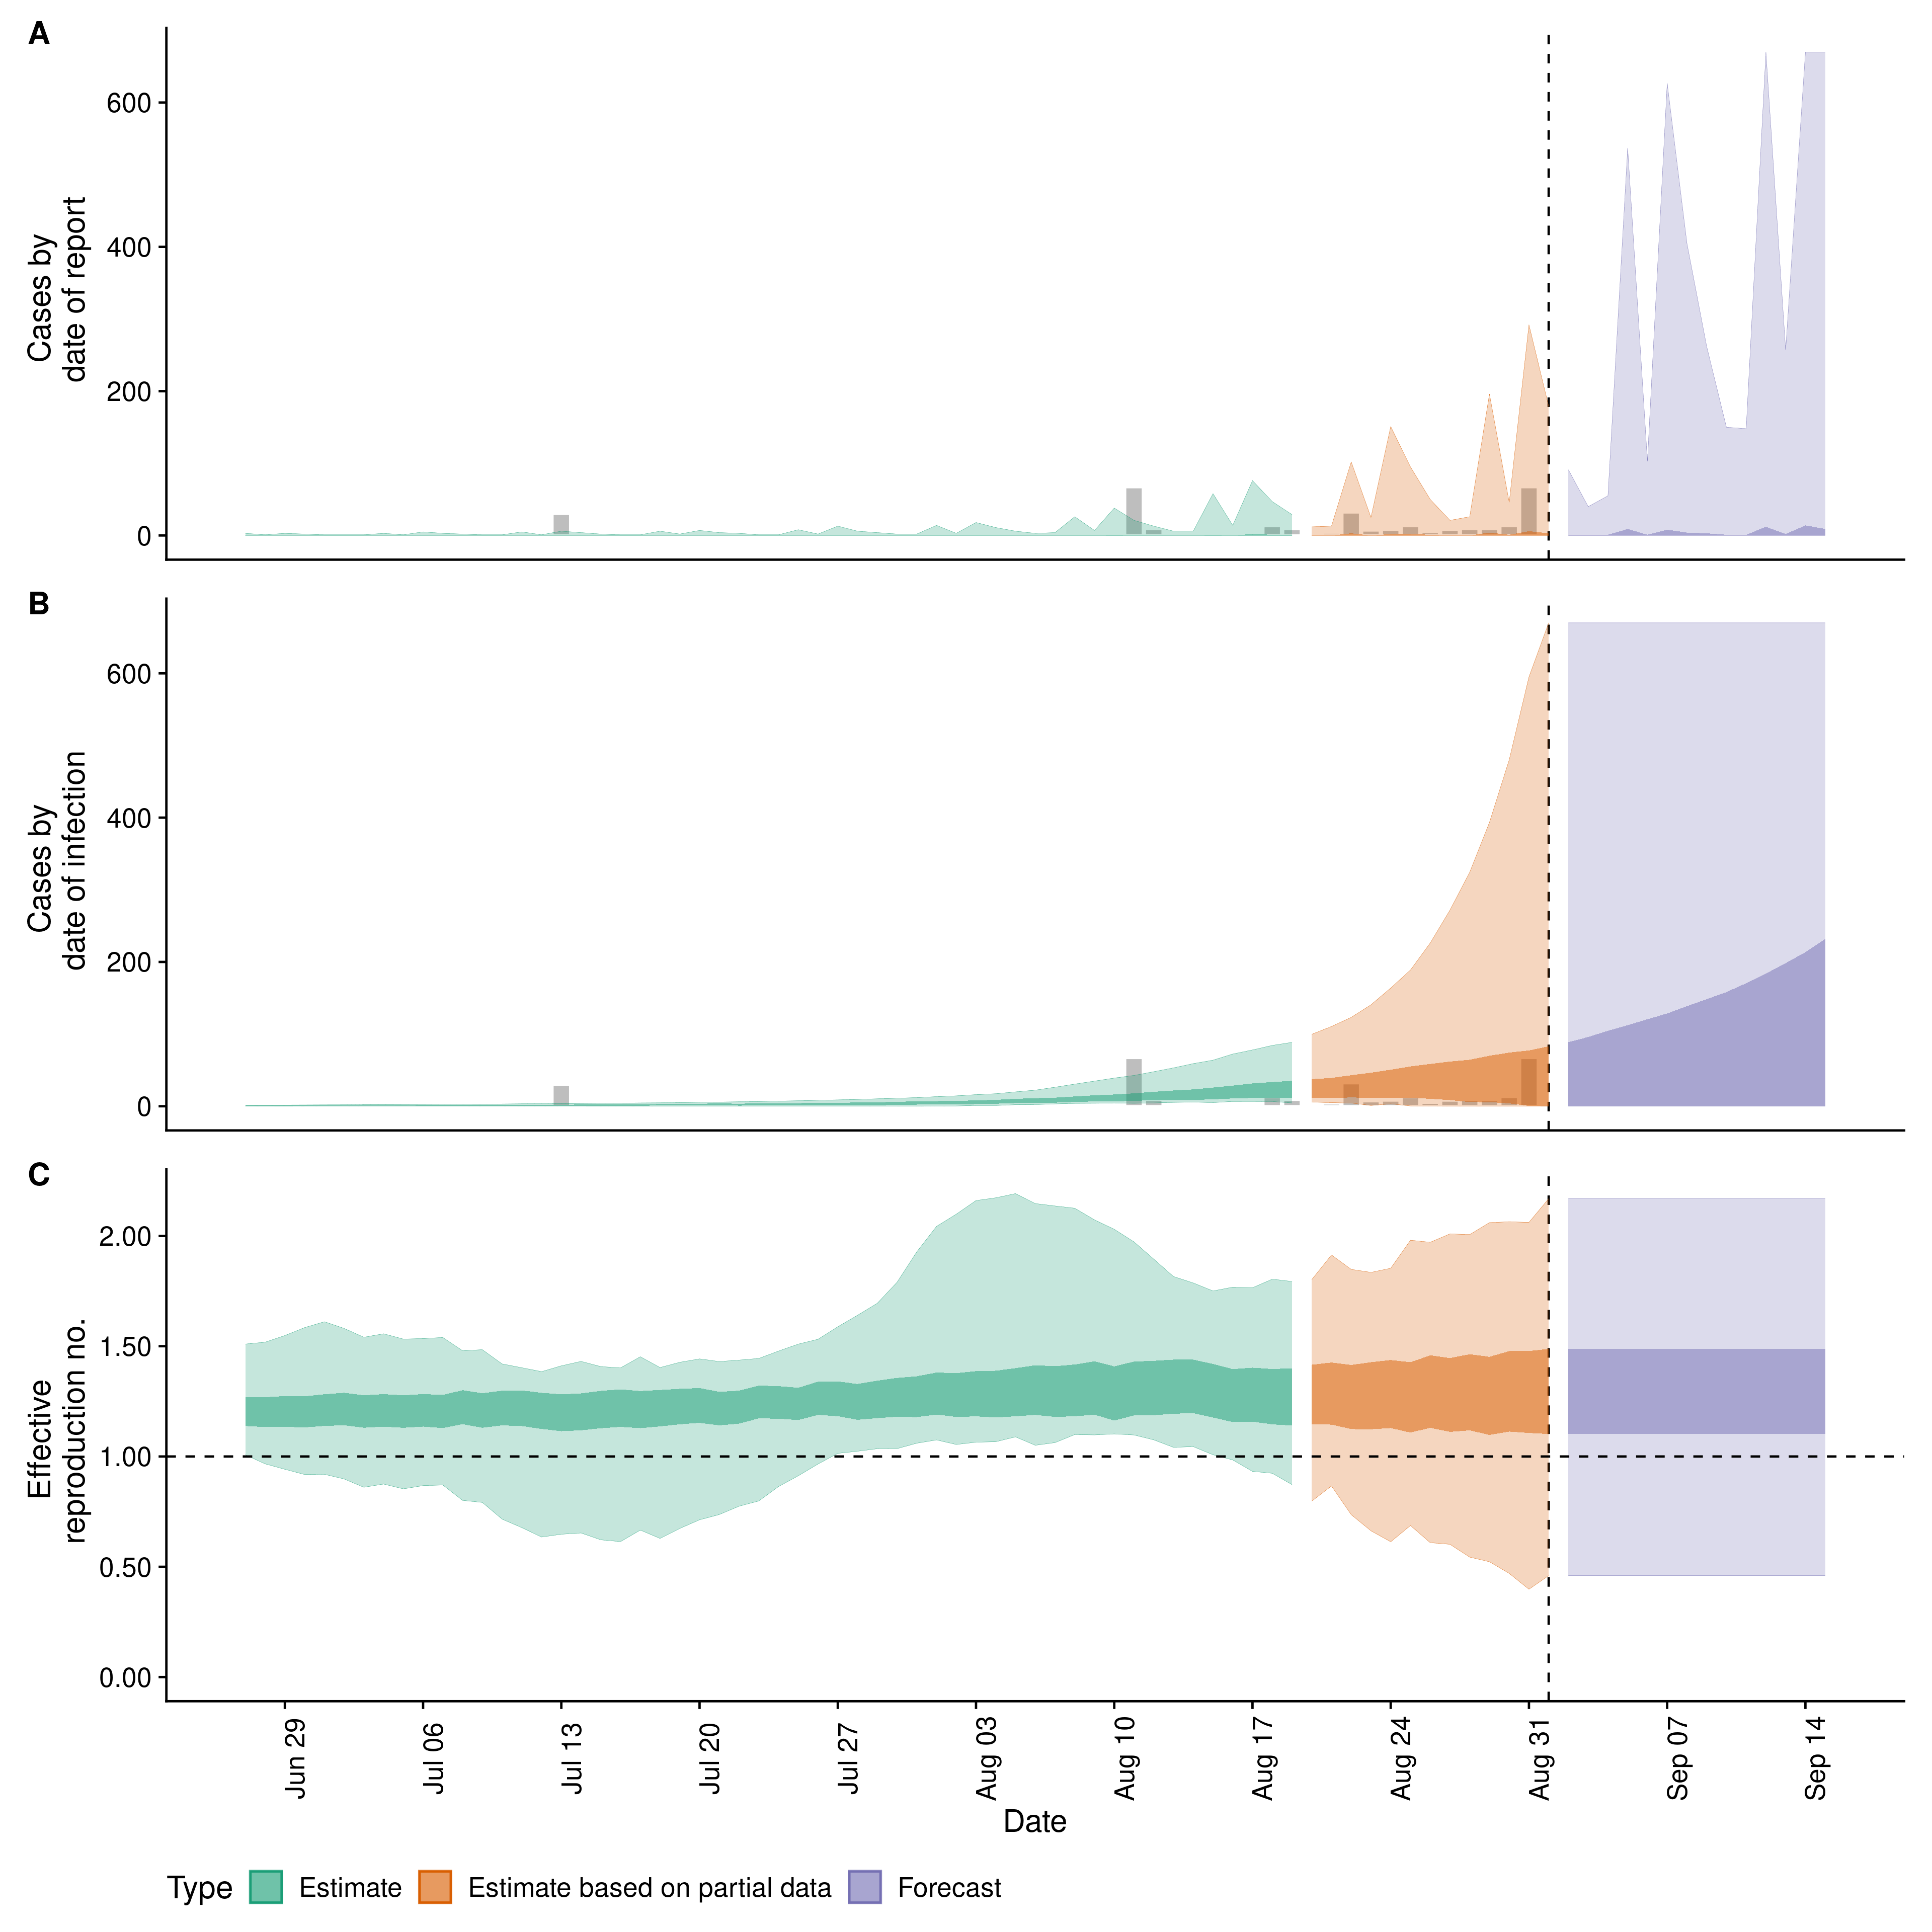 A
Cases by
date of report
600
400
200
0
B
Cases by
date of infection
600
400
200
0
C
Effective
reproduction no.
2.00
1.50
1.00
0.50
0.00
Jun 29
Jul 06
Jul 13
Jul 20
Jul 27
Aug 03
Aug 10
Aug 17
Aug 24
Aug 31
Sep 07
Sep 14
Date
Type Estimate Estimate based on partial data Forecast